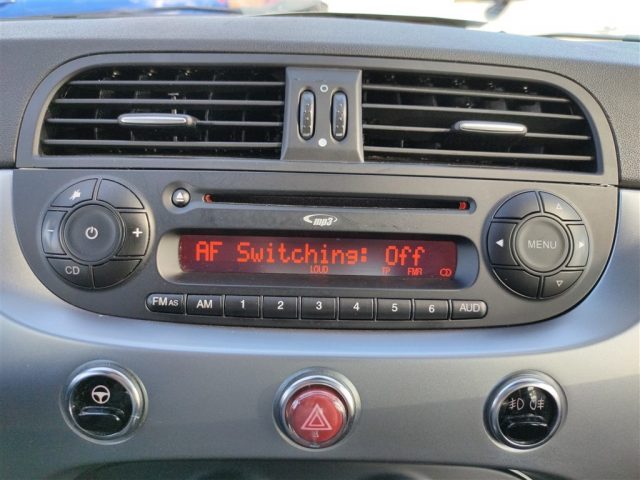 mp3
AF Switching: Off
LOUD TP FMR CD
CD
MENU
FM AS AM 1 2 3 4 5 6 AUD